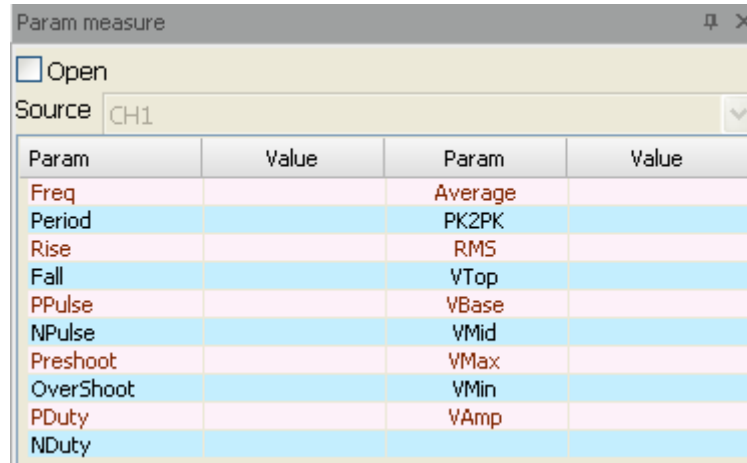 Param measure
Open
Source CH1
Param Value Param Value
Freq Average
Period PK2PK
Rise RMS
Fall VTop
PPulse VBase
NPulse VMid
Preshoot VMax
OverShoot VMin
PDuty VAmp
NDuty